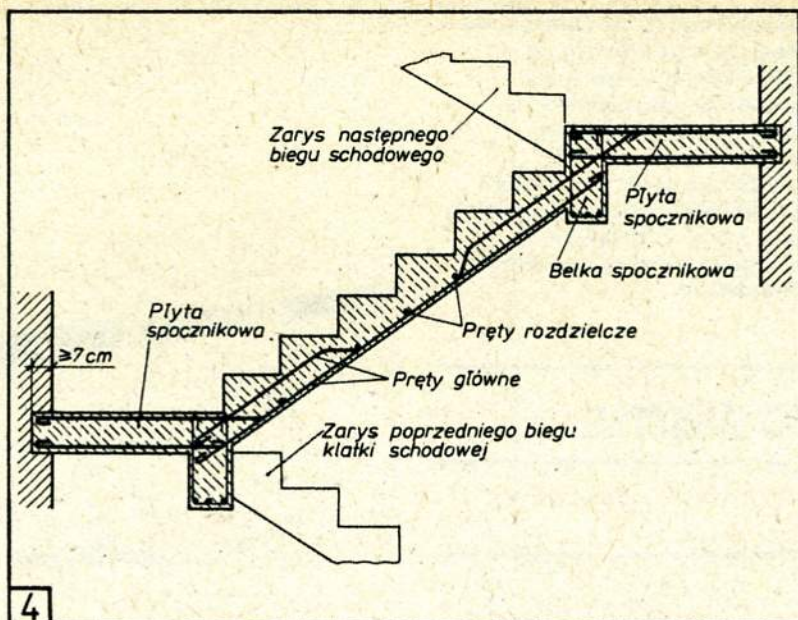 Zarys następnego
biegu schodowego
Płyta
spocznikowa
Belka spocznikowa
Płyta
spocznikowa
≥7cm
Pręty rozdzielcze
Pręty główne
Zarys poprzedniego biegu
klatki schodowej
4